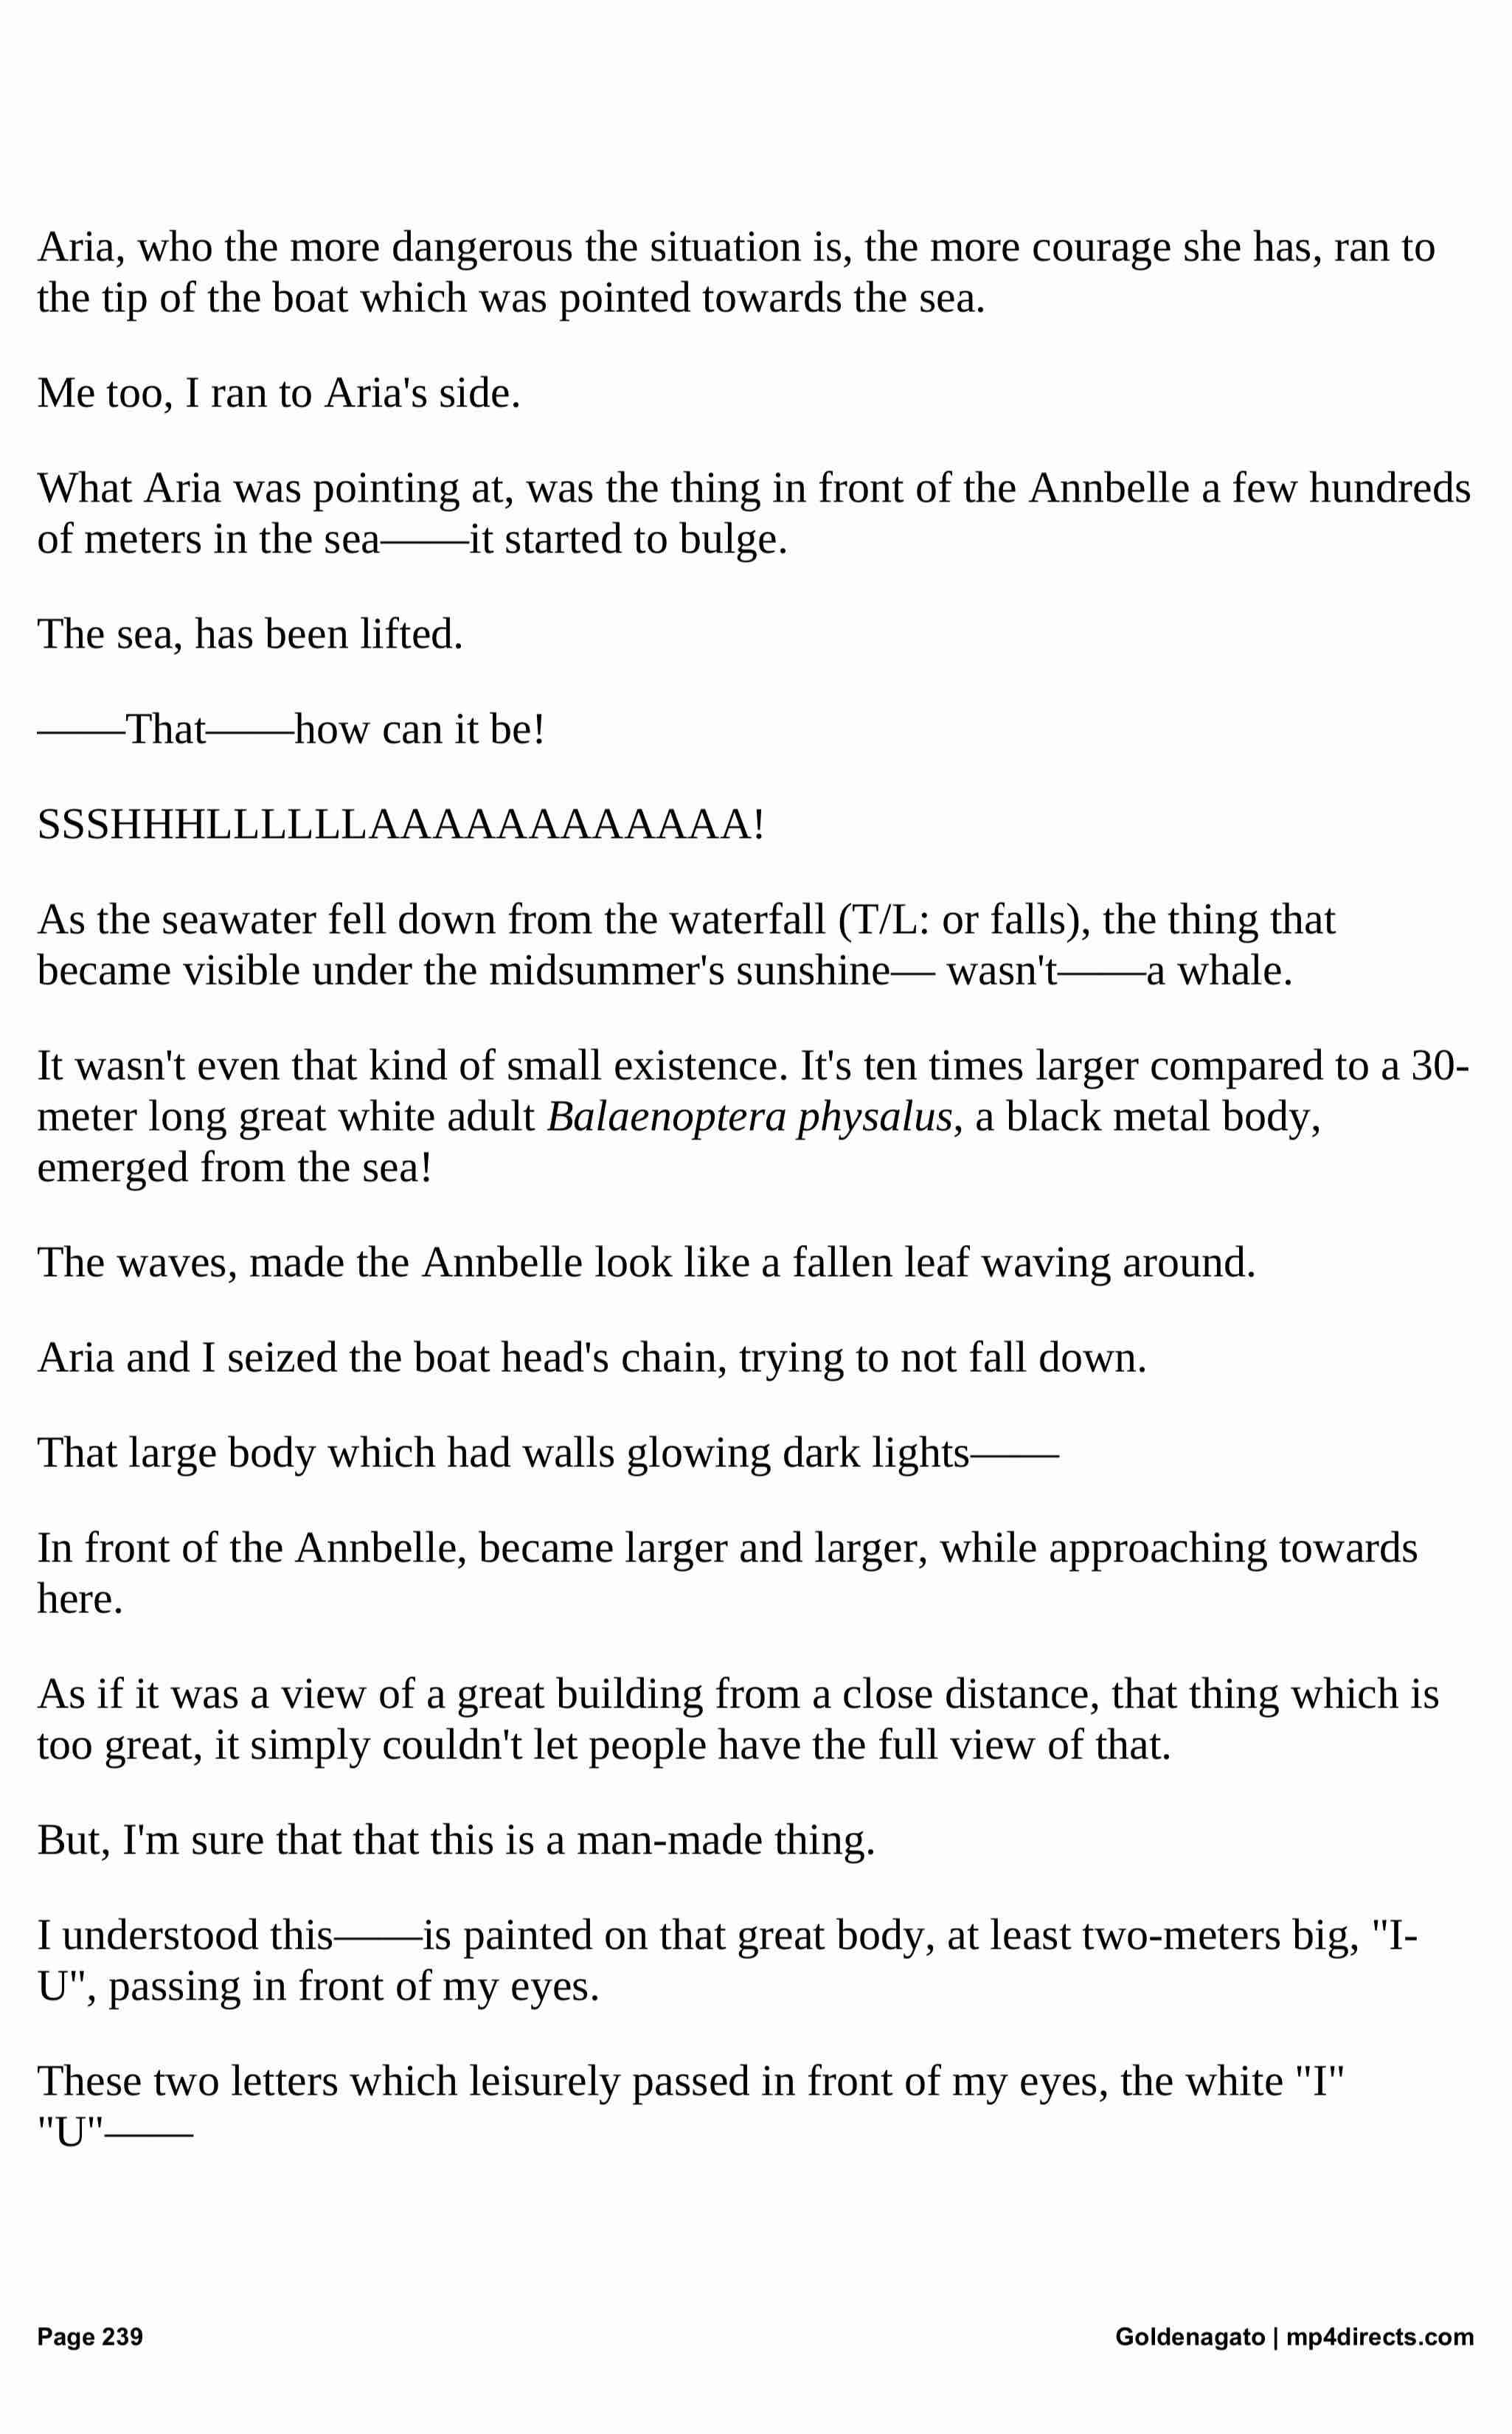 Aria, who the more dangerous the situation is, the more courage she has, ran to
the tip of the boat which was pointed towards the sea.
Me too, I ran to Aria's side.
What Aria was pointing at, was the thing in front of the Annbelle a few hundreds
of meters in the sea——it started to bulge.
The sea, has been lifted.
——That——how can it be!
SSSHHHLLLLLLAAAAAAAAAAAA!
As the seawater fell down from the waterfall (T/L: or falls), the thing that
became visible under the midsummer's sunshine— wasn't——a whale.
It wasn't even that kind of small existence. It's ten times larger compared to a 30-
meter long great white adult Balaenoptera physalus, a black metal body,
emerged from the sea!
The waves, made the Annbelle look like a fallen leaf waving around.
Aria and I seized the boat head's chain, trying to not fall down.
That large body which had walls glowing dark lights——
In front of the Annbelle, became larger and larger, while approaching towards
here.
As if it was a view of a great building from a close distance, that thing which is
too great, it simply couldn't let people have the full view of that.
But, I'm sure that that this is a man-made thing.
I understood this——is painted on that great body, at least two-meters big, "I-
U", passing in front of my eyes.
These two letters which leisurely passed in front of my eyes, the white "I"
"U"——
Page 239 Goldenagato | mp4directs.com